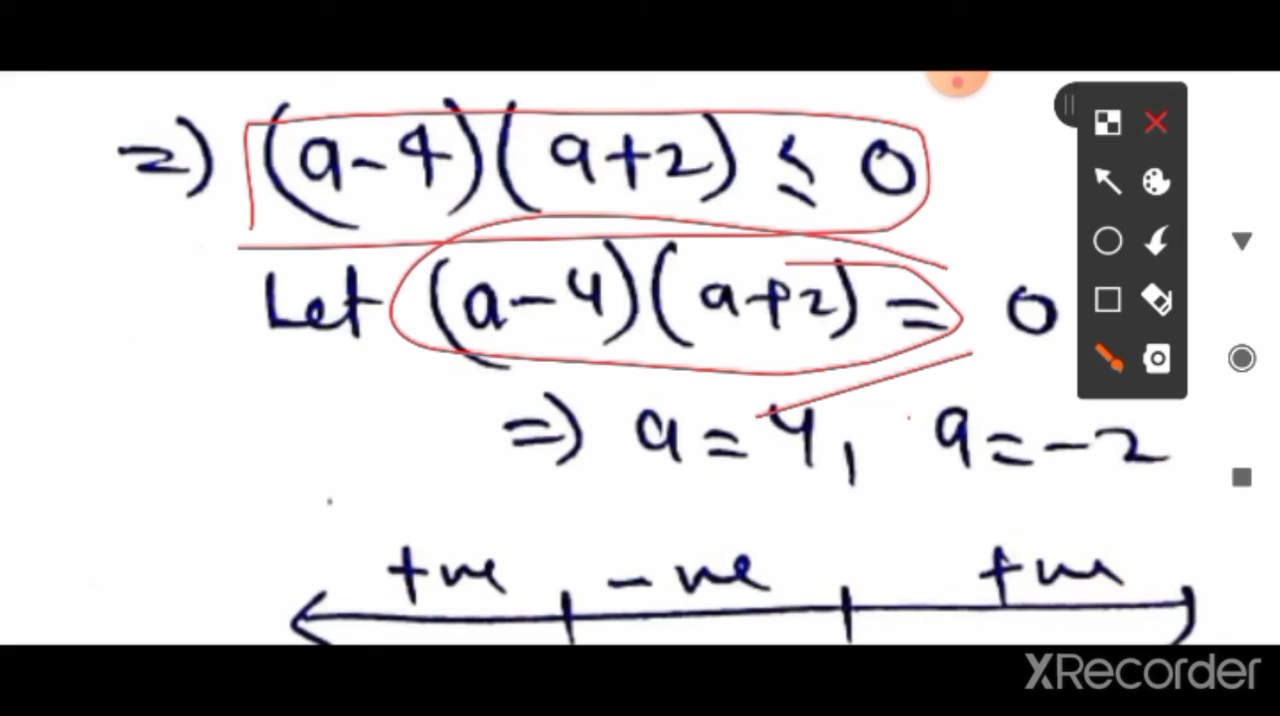 =) (a-4)(a+2) ≤ 0
Let (a-4)(a+2) = 0
=) a=4, a=-2
+ve -ve +ve
XRecorder